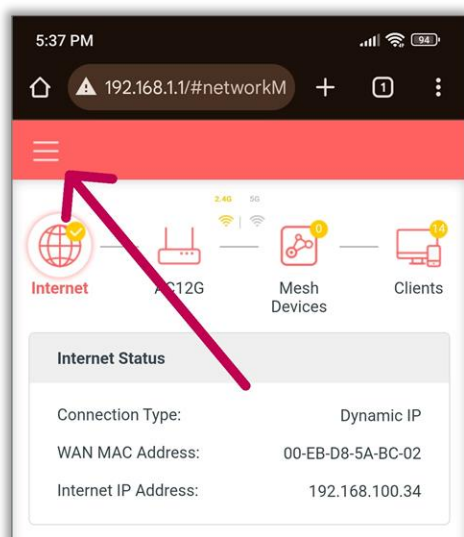 5:37 PM
94
192.168.1.1/#networkM
1
2.4G 5G
0
14
Internet
AC12G
Mesh
Devices
Clients
Internet Status
Connection Type: Dynamic IP
WAN MAC Address: 00-EB-D8-5A-BC-02
Internet IP Address: 192.168.100.34